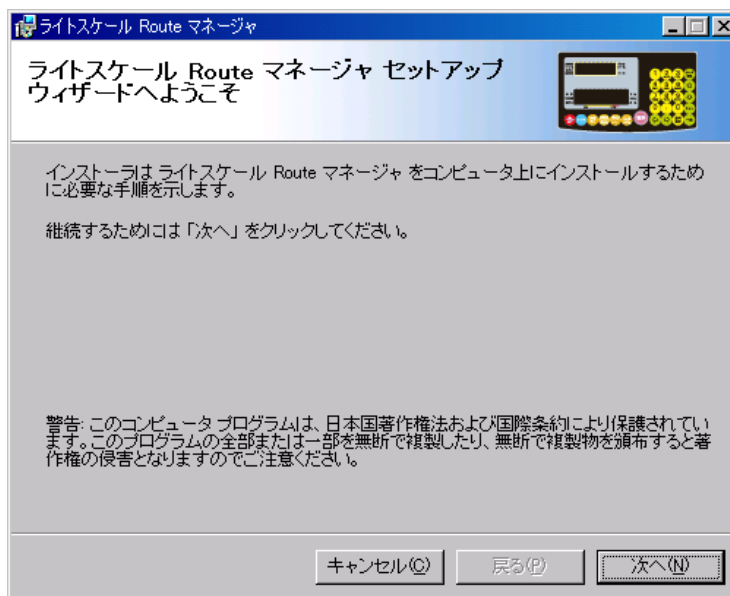 ライトスケール Route マネージャ
ライトスケール Route マネージャ セットアップ
ウィザードへようこそ
インストーラは ライトスケール Route マネージャ をコンピュータ上にインストールするため
に必要な手順を示します。
継続するためには「次へ」をクリックしてください。
警告: このコンピュータ プログラムは、日本国著作権法および国際条約により保護されてい
ます。このプログラムの全部または一部を無断で複製したり、無断で複製物を頒布すると著
作権の侵害となりますのでご注意ください。
キャンセル(C)
戻る(P)
次へ(N)